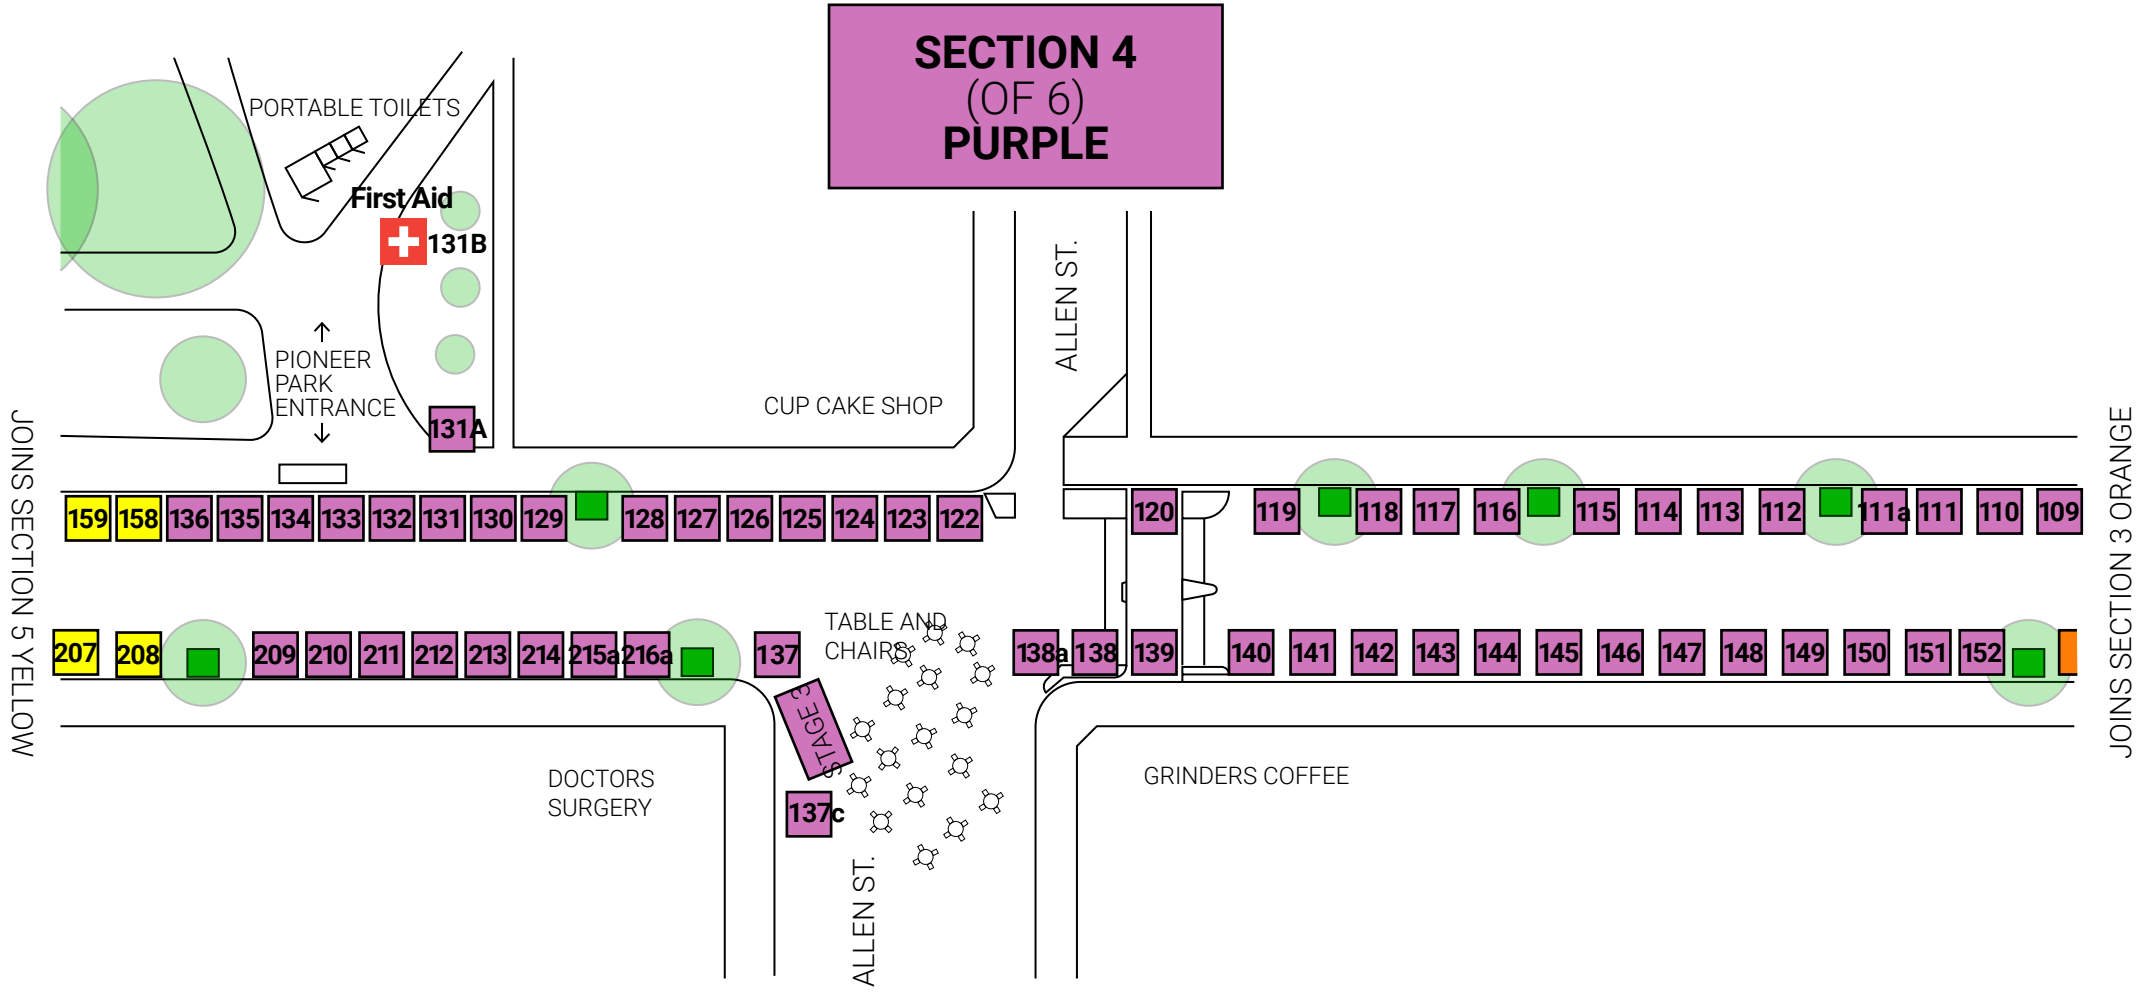 SECTION 4
(OF 6)
PURPLE
PORTABLE TOILETS
First Aid
131B
ALLEN ST.
PIONEER
PARK
ENTRANCE
CUP CAKE SHOP
131A
JOINS SECTION 5 YELLOW
JOINS SECTION 3 ORANGE
159 158 136 135 134 133 132 131 130 129 128 127 126 125 124 123 122 120 119 118 117 116 115 114 113 112 111a 111 110 109
TABLE AND
CHAIRS
207 208 209 210 211 212 213 214 215a 216a 137 138a 138 139 140 141 142 143 144 145 146 147 148 149 150 151 152
STAGE 3
DOCTORS
SURGERY
GRINDERS COFFEE
137c
ALLEN ST.